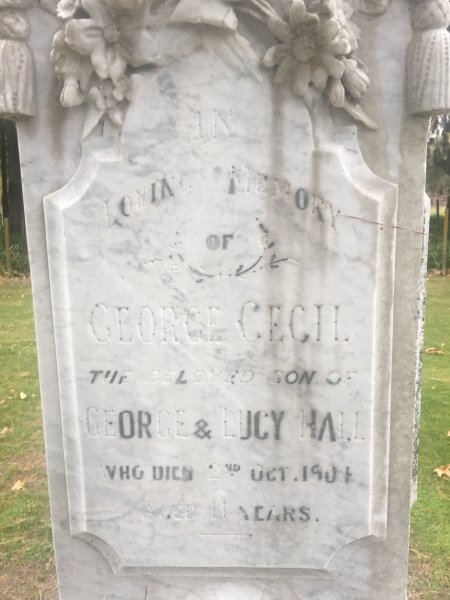 IN
LOVING MEMORY
OF
GEORGE CECIL
THE BELOVED SON OF
GEORGE & LUCY HALL
WHO DIED 2ND OCT. 1904
AGED 11 YEARS.